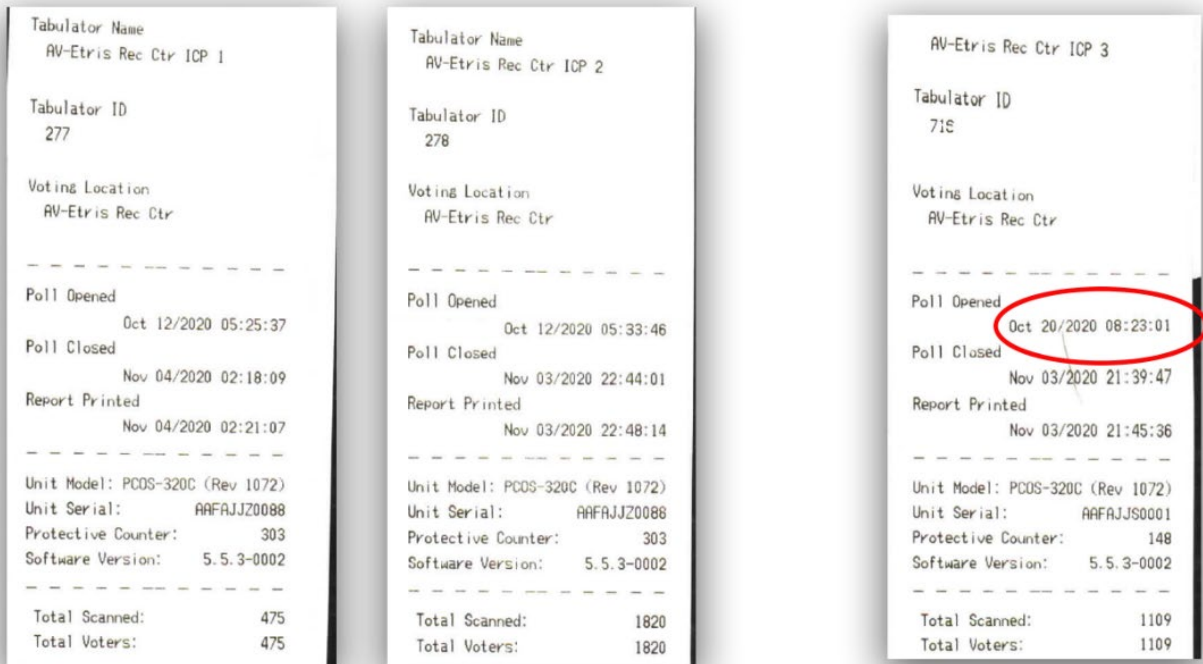 Tabulator Name
AV-Etris Rec Ctr ICP 1
Tabulator ID
277
Voting Location
AV-Etris Rec Ctr
Poll Opened
Oct 12/2020 05:25:37
Poll Closed
Nov 04/2020 02:18:09
Report Printed
Nov 04/2020 02:21:07
Unit Model: PCOS-320C (Rev 1072)
Unit Serial: AAFAJJZ0088
Protective Counter: 303
Software Version: 5.5.3-0002
Total Scanned: 475
Total Voters: 475
Tabulator Name
AV-Etris Rec Ctr ICP 2
Tabulator ID
278
Voting Location
AV-Etris Rec Ctr
Poll Opened
Oct 12/2020 05:33:46
Poll Closed
Nov 03/2020 22:44:01
Report Printed
Nov 03/2020 22:48:14
Unit Model: PCOS-320C (Rev 1072)
Unit Serial: AAFAJJZ0088
Protective Counter: 303
Software Version: 5.5.3-0002
Total Scanned: 1820
Total Voters: 1820
AV-Etris Rec Ctr ICP 3
Tabulator ID
Voting Location
AV-Etris Rec Ctr
Poll Opened
Oct 20/2020 08:23:01
Poll Closed
Nov 03/2020 21:39:47
Report Printed
Nov 03/2020 21:45:36
Unit Model: PCOS-320C (Rev 1072)
Unit Serial: AAFAJJS0001
Protective Counter: 148
Software Version: 5.5.3-0002
Total Scanned: 1109
Total Voters: 1109